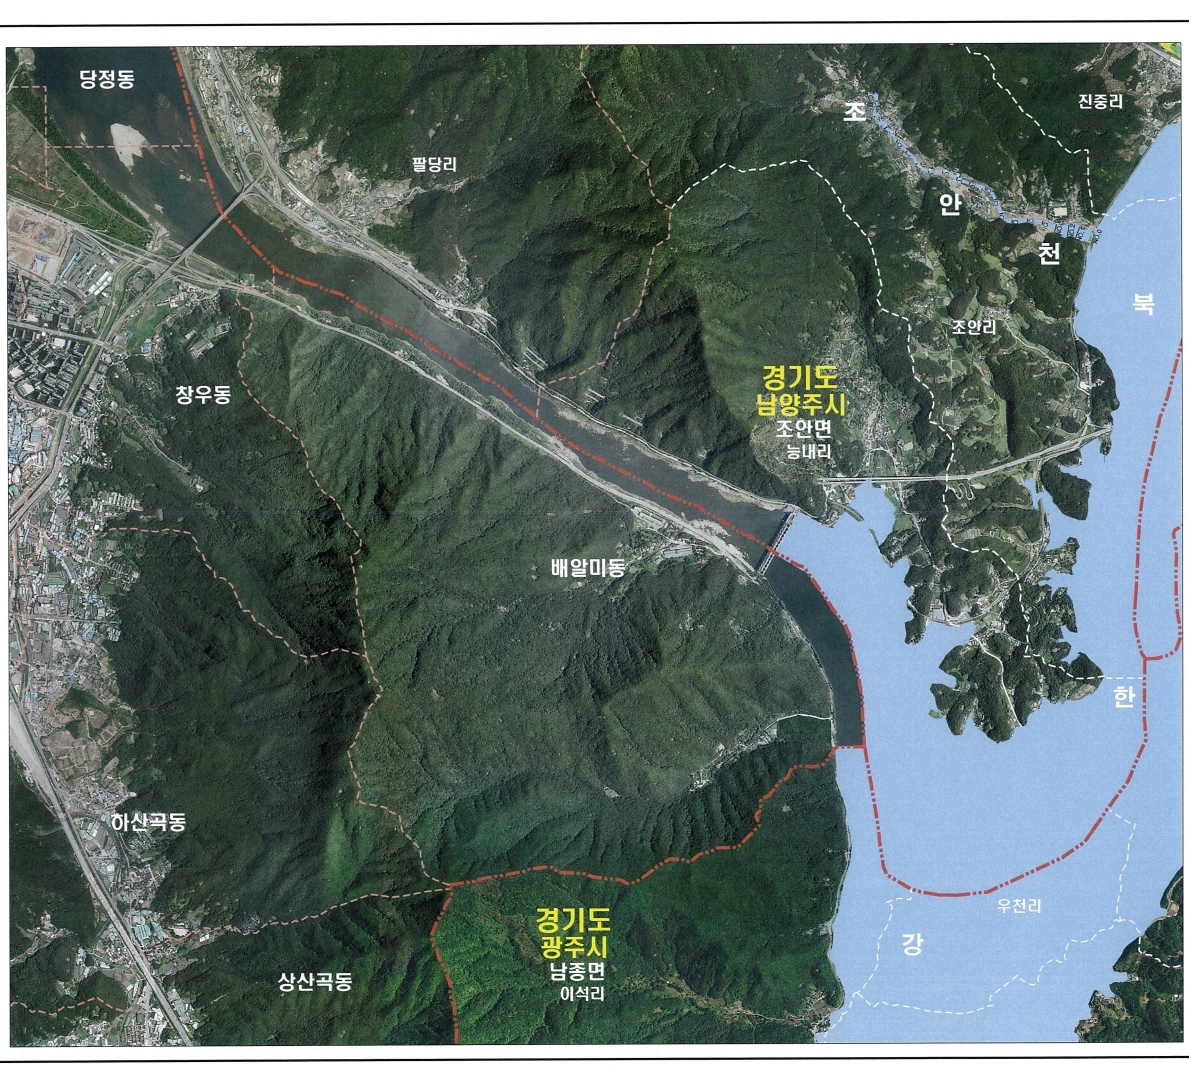 당정동
진중리
조
팔당리
안
천
북
조안리
경기도
남양주시
조안면
능내리
창우동
배알미동
한
하산곡동
우천리
경기도
광주시
남종면
이석리
강
상산곡동